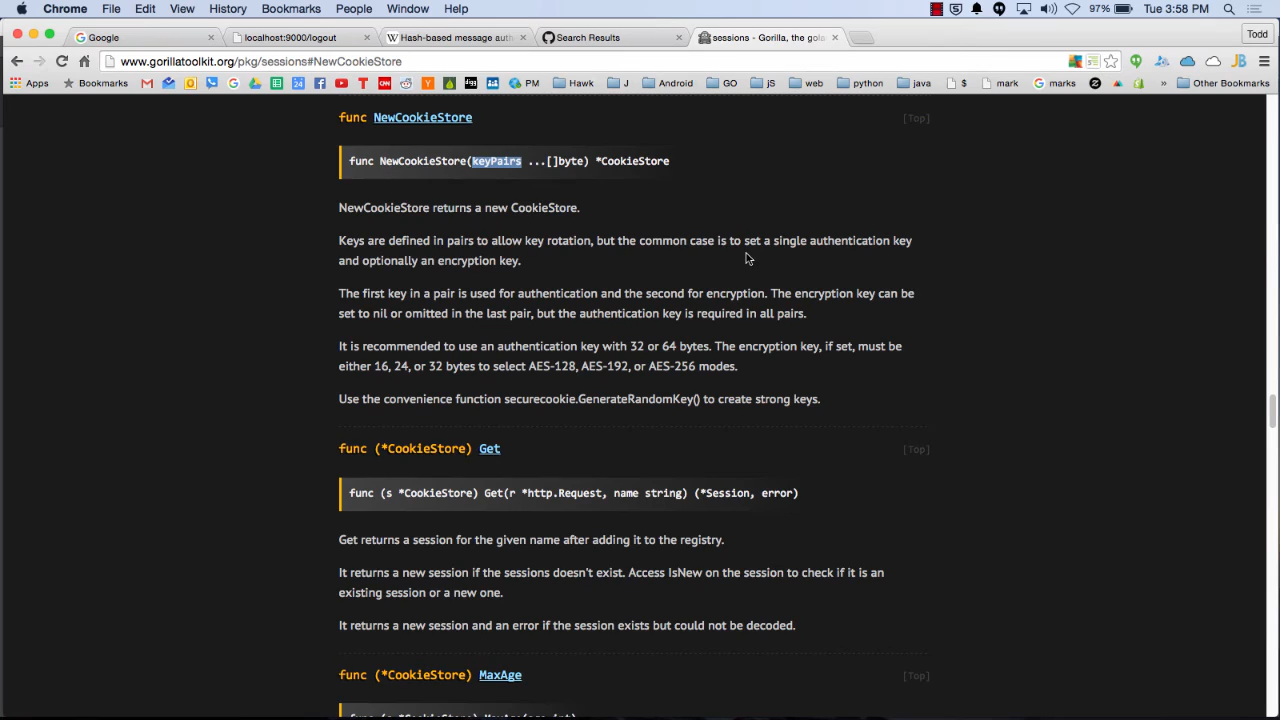 Chrome File Edit View History Bookmarks People Window Help 97% Tue 3:58 PM
Google localhost:9000/logout Hash-based message auth Search Results sessions - Gorilla, the gola Todd
www.gorillatoolkit.org/pkg/sessions#NewCookieStore
Apps Bookmarks PM Hawk J Android GO JS web python java $ mark marks » Other Bookmarks
func NewCookieStore [Top]
func NewCookieStore(keyPairs ...[]byte) *CookieStore
NewCookieStore returns a new CookieStore.
Keys are defined in pairs to allow key rotation, but the common case is to set a single authentication key
and optionally an encryption key.
The first key in a pair is used for authentication and the second for encryption. The encryption key can be
set to nil or omitted in the last pair, but the authentication key is required in all pairs.
It is recommended to use an authentication key with 32 or 64 bytes. The encryption key, if set, must be
either 16, 24, or 32 bytes to select AES-128, AES-192, or AES-256 modes.
Use the convenience function securecookie.GenerateRandomKey() to create strong keys.
func (*CookieStore) Get [Top]
func (s *CookieStore) Get(r *http.Request, name string) (*Session, error)
Get returns a session for the given name after adding it to the registry.
It returns a new session if the sessions doesn't exist. Access IsNew on the session to check if it is an
existing session or a new one.
It returns a new session and an error if the session exists but could not be decoded.
func (*CookieStore) MaxAge [Top]